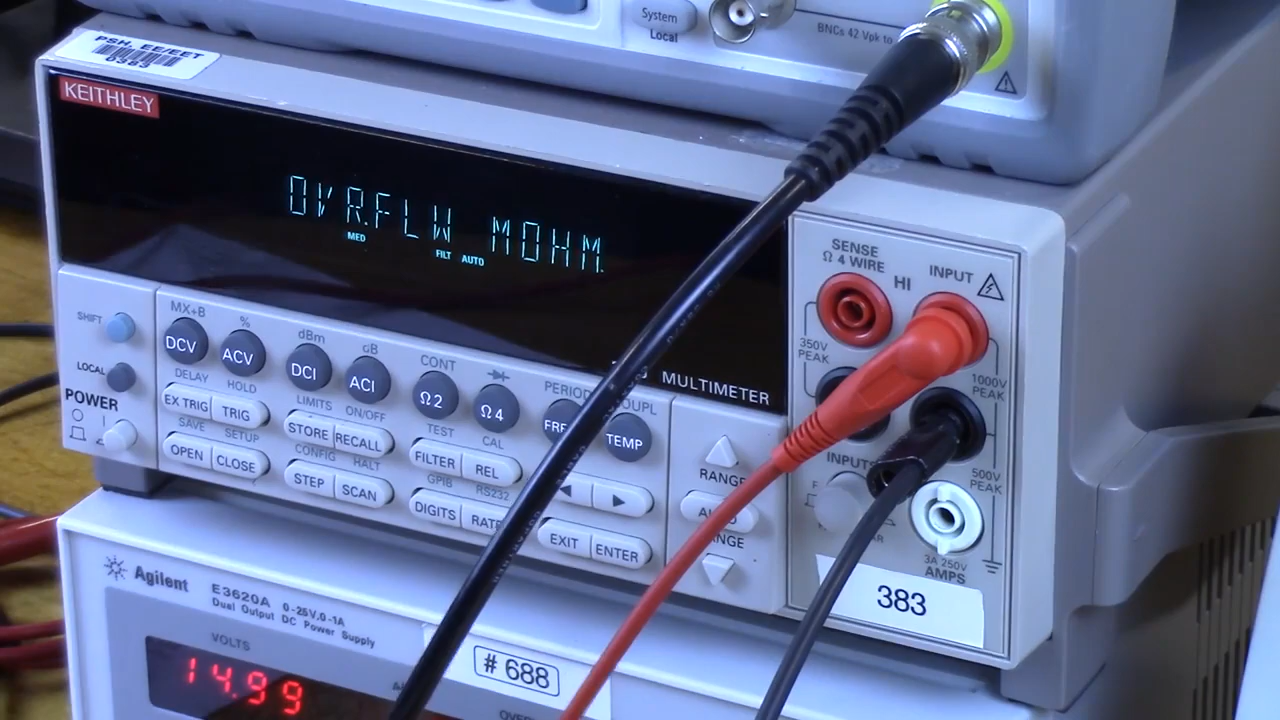 System
Local
BNCs 42 Vpk to
PSH, EE/EET
KEITHLEY
OVR.FLW MOHM
MED
FILT AUTO
MULTIMETER
SENSE
Ω 4 WIRE
HI
INPUT
350V
PEAK
1000V
PEAK
INPUTS
500V
PEAK
3A 250V
AMPS
383
SHIFT
LOCAL
POWER
MX+B
%
dBm
dB
CONT
PERIOD
DCV
ACV
DCI
ACI
Ω2
Ω4
TEMP
DELAY
HOLD
LIMITS
ON/OFF
TEST
CAL
EX TRIG
TRIG
STORE
RECALL
FILTER
REL
RANGE
SAVE
SETUP
CONFIG
HALT
GPIB
RS232
OPEN
CLOSE
STEP
SCAN
DIGITS
RATE
EXIT
ENTER
Agilent
E3620A 0-25V,0-1A
Dual Output DC Power Supply
VOLTS
14.99
# 688